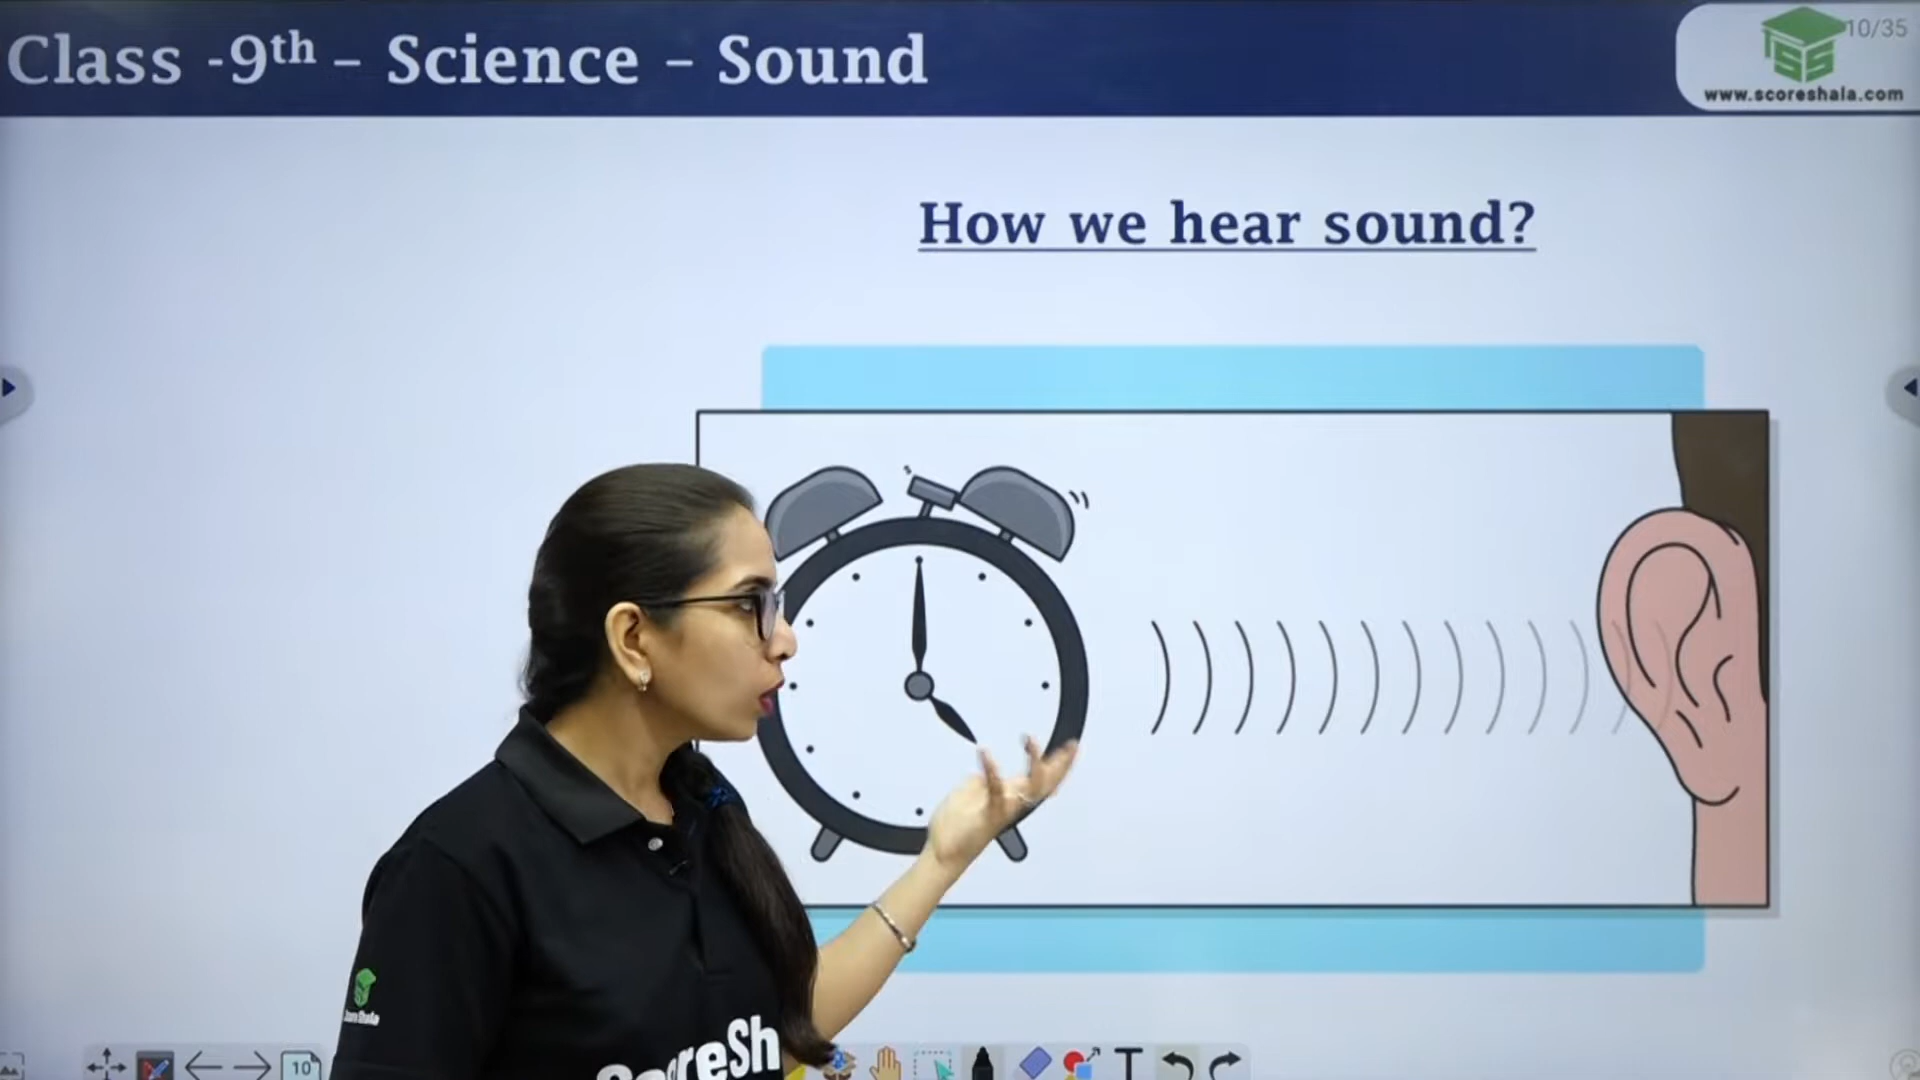 Class -9th – Science – Sound
10/35
www.scoreshala.com
How we hear sound?
10